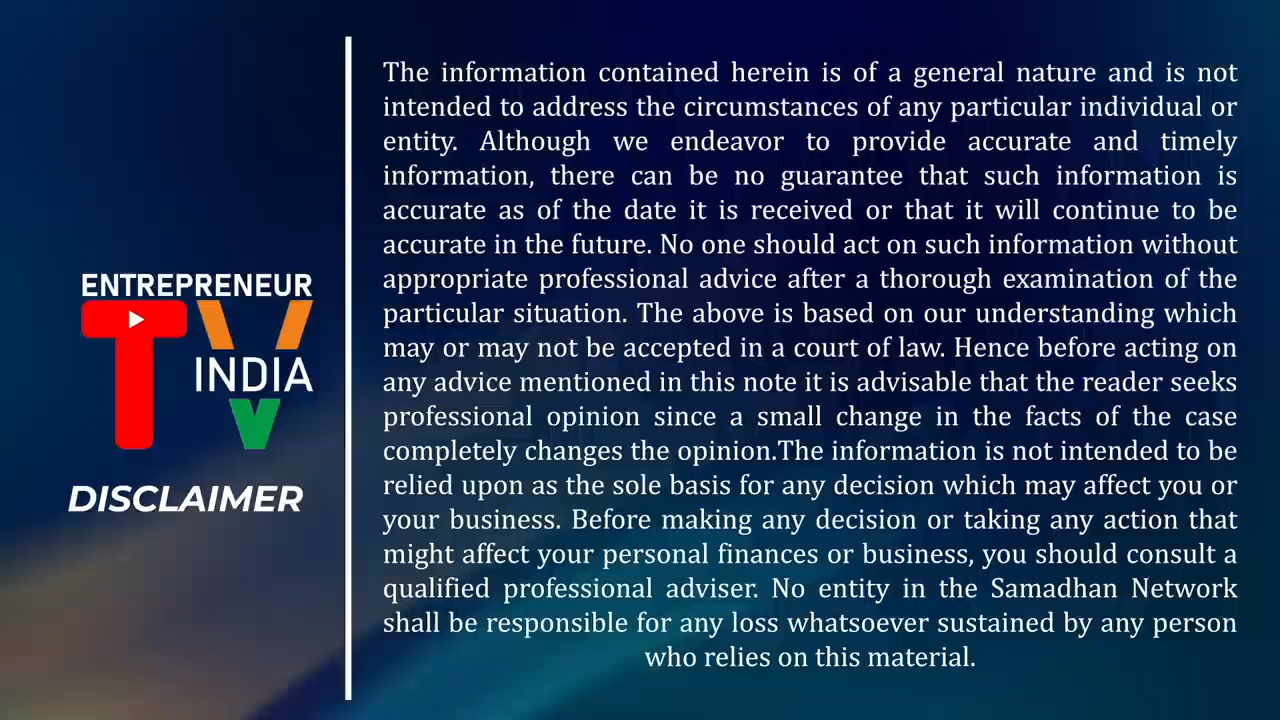 ENTREPRENEUR
TV
INDIA
DISCLAIMER
The information contained herein is of a general nature and is not
intended to address the circumstances of any particular individual or
entity. Although we endeavor to provide accurate and timely
information, there can be no guarantee that such information is
accurate as of the date it is received or that it will continue to be
accurate in the future. No one should act on such information without
appropriate professional advice after a thorough examination of the
particular situation. The above is based on our understanding which
may or may not be accepted in a court of law. Hence before acting on
any advice mentioned in this note it is advisable that the reader seeks
professional opinion since a small change in the facts of the case
completely changes the opinion.The information is not intended to be
relied upon as the sole basis for any decision which may affect you or
your business. Before making any decision or taking any action that
might affect your personal finances or business, you should consult a
qualified professional adviser. No entity in the Samadhan Network
shall be responsible for any loss whatsoever sustained by any person
who relies on this material.